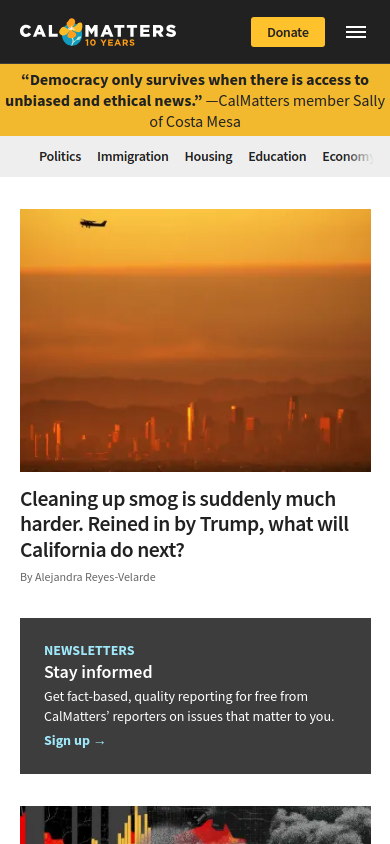 CALMATTERS
10 YEARS
Donate
“Democracy only survives when there is access to
unbiased and ethical news.” —CalMatters member Sally
of Costa Mesa
Politics Immigration Housing Education Economy
Cleaning up smog is suddenly much
harder. Reined in by Trump, what will
California do next?
By Alejandra Reyes-Velarde
NEWSLETTERS
Stay informed
Get fact-based, quality reporting for free from
CalMatters’ reporters on issues that matter to you.
Sign up →